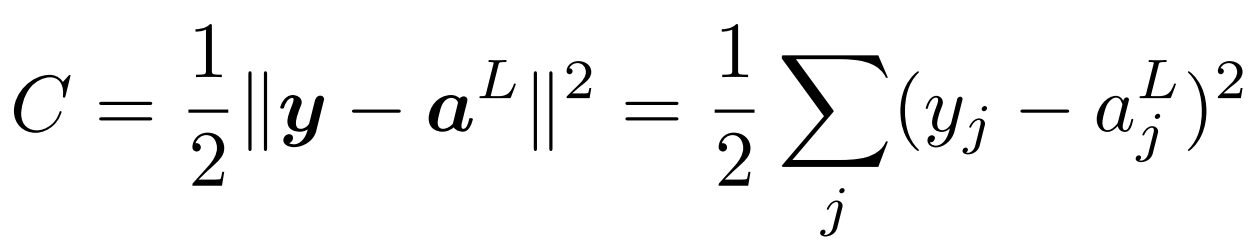 C = \frac{1}{2} \| \boldsymbol{y} - \boldsymbol{a}^L \|^2 = \frac{1}{2} \sum_j (y_j - a_j^L)^2